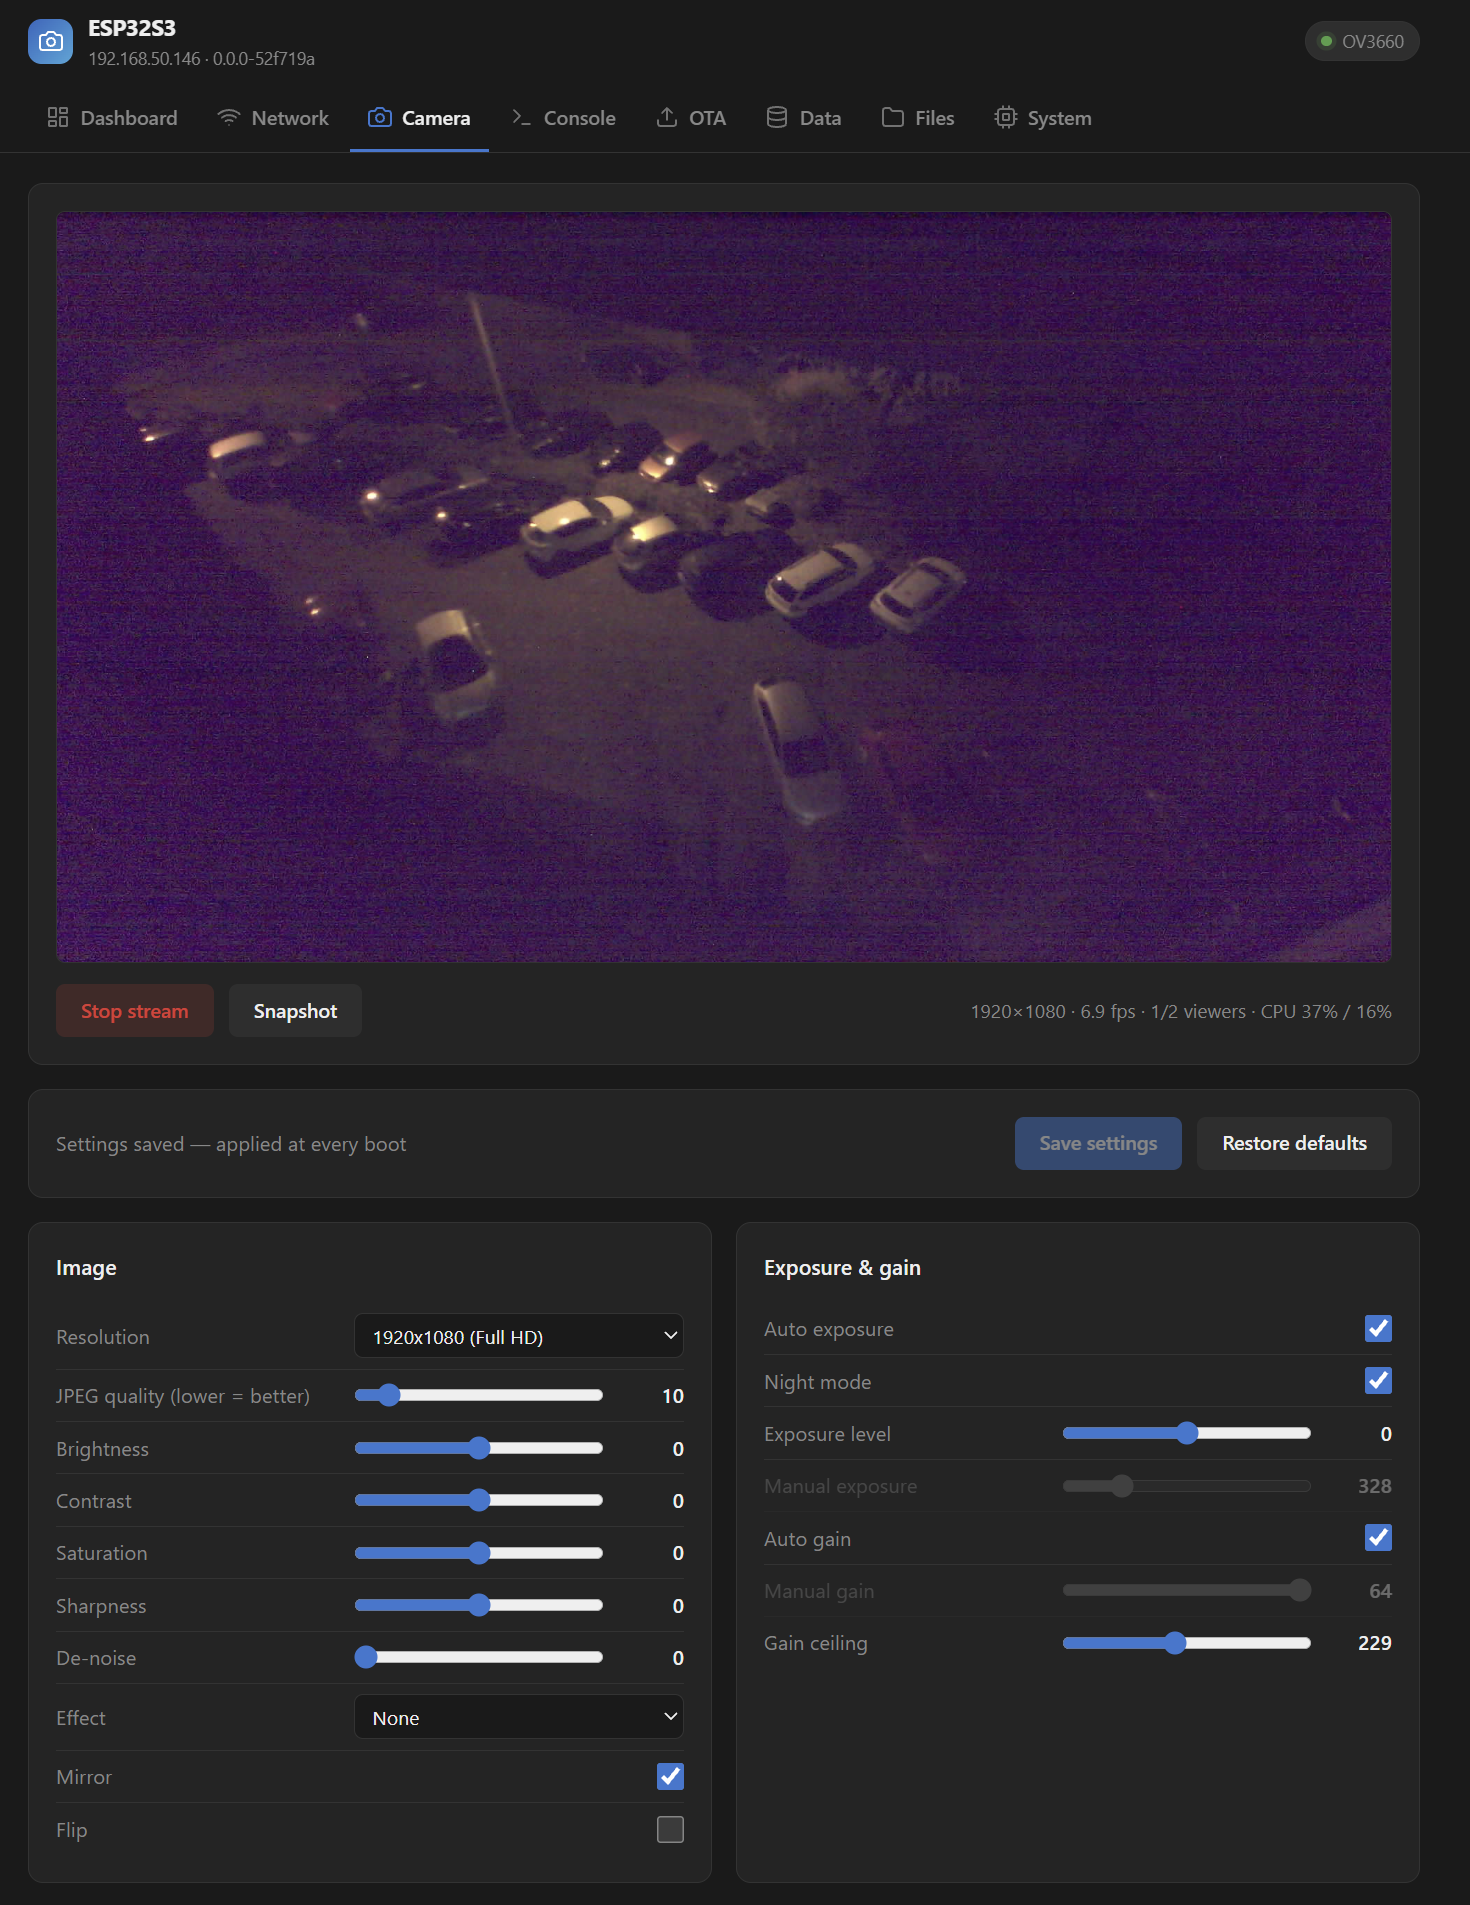 ESP32S3
192.168.50.146 · 0.0.0-52f719a
OV3660
Dashboard Network Camera Console OTA Data Files System
Stop stream Snapshot 1920×1080 · 6.9 fps · 1/2 viewers · CPU 37% / 16%
Settings saved — applied at every boot Save settings Restore defaults
Image
Resolution 1920x1080 (Full HD)
JPEG quality (lower = better) 10
Brightness 0
Contrast 0
Saturation 0
Sharpness 0
De-noise 0
Effect None
Mirror
Flip
Exposure & gain
Auto exposure
Night mode
Exposure level 0
Manual exposure 328
Auto gain
Manual gain 64
Gain ceiling 229